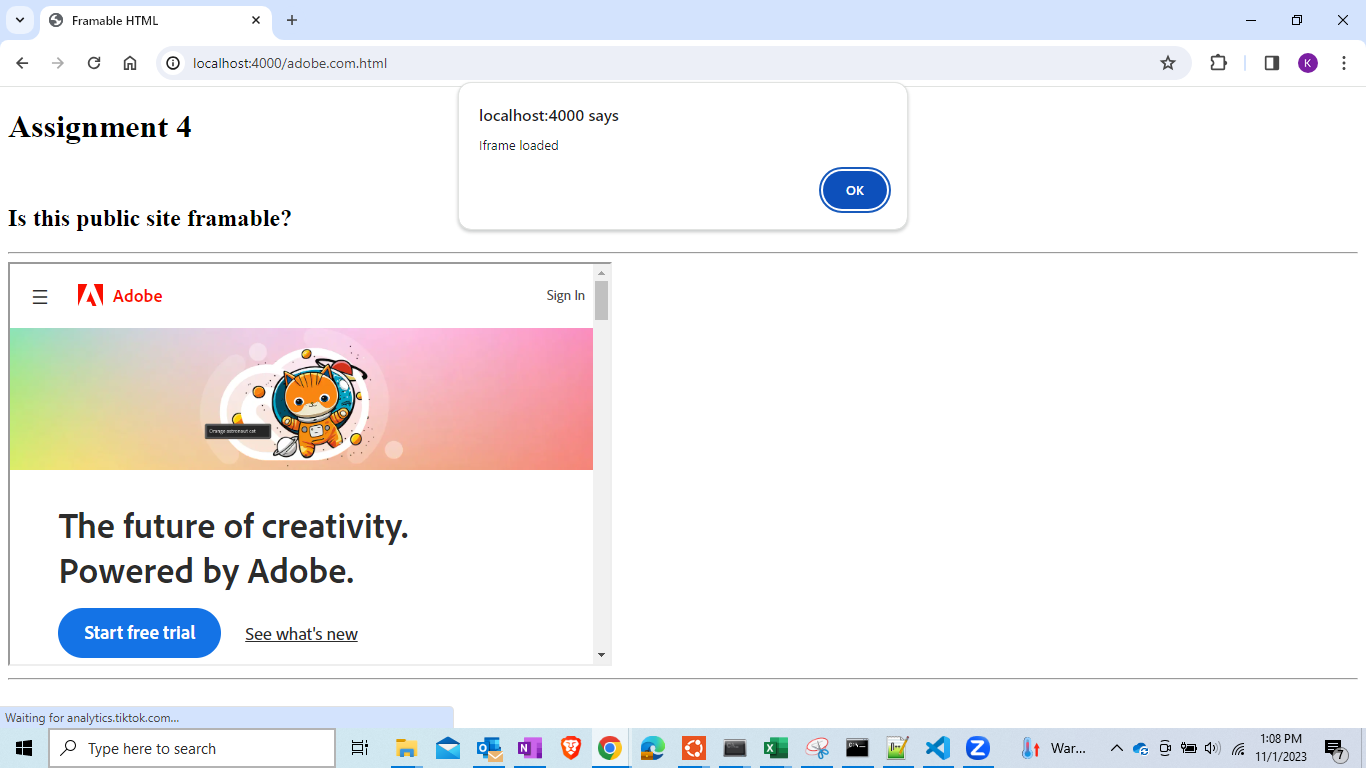 Framable HTML
localhost:4000/adobe.com.html
K
localhost:4000 says
Iframe loaded
OK
Assignment 4
Is this public site framable?
Adobe
Sign In
Orange astronaut cat
The future of creativity.
Powered by Adobe.
Start free trial
See what's new
Waiting for analytics.tiktok.com...
Type here to search
War...
1:08 PM
11/1/2023
7